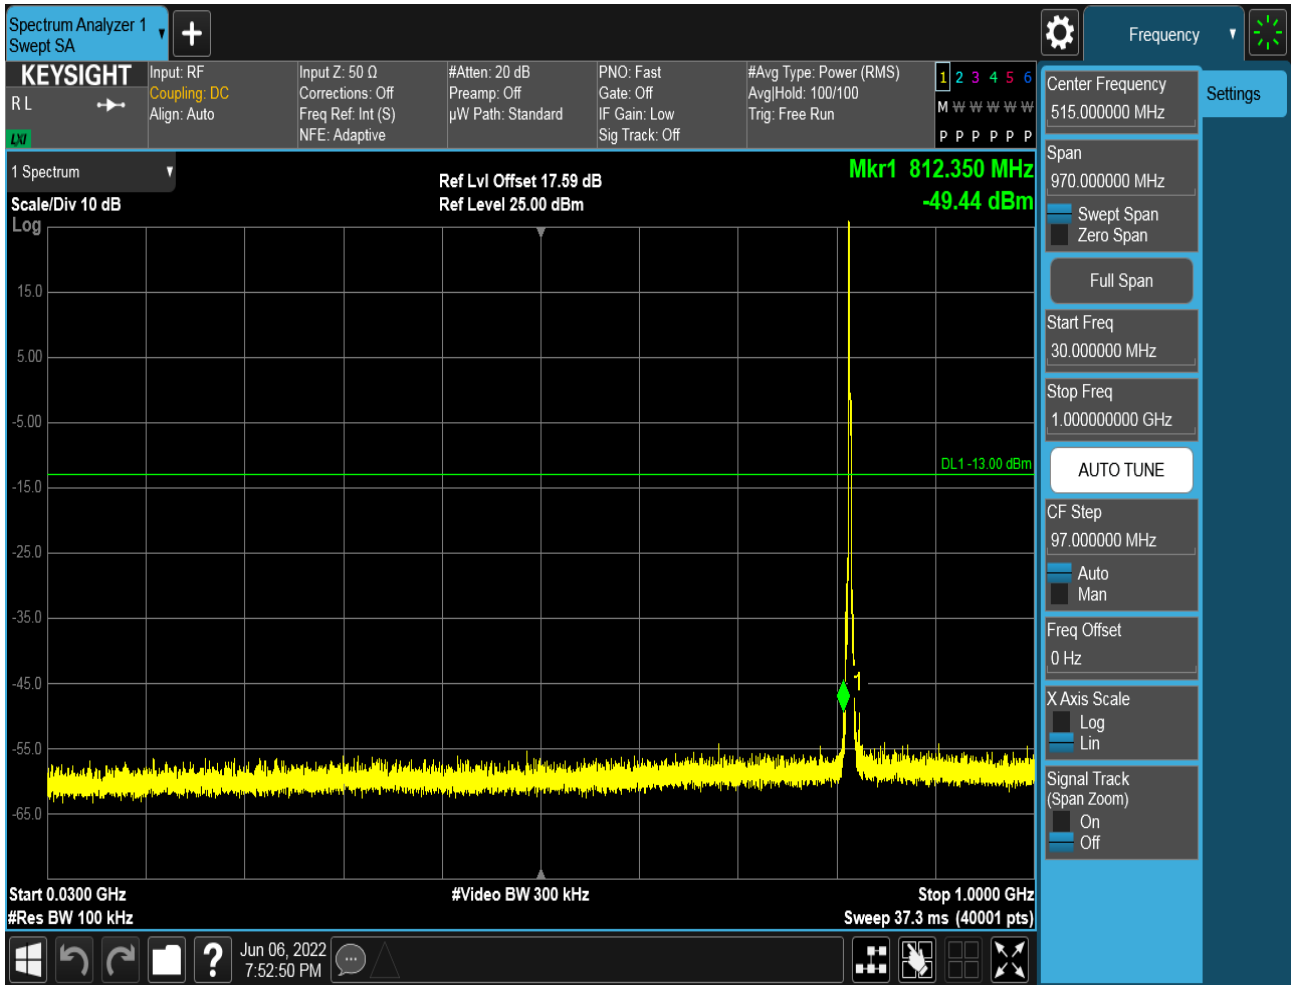 Spectrum Analyzer 1
Swept SA
Frequency
KEYSIGHT
R L
LXI
Input: RF
Coupling: DC
Align: Auto
Input Z: 50 Ω
Corrections: Off
Freq Ref: Int (S)
NFE: Adaptive
#Atten: 20 dB
Preamp: Off
µW Path: Standard
PNO: Fast
Gate: Off
IF Gain: Low
Sig Track: Off
#Avg Type: Power (RMS)
Avg|Hold: 100/100
Trig: Free Run
1 2 3 4 5 6
M W W W W W
P P P P P P
1 Spectrum
Scale/Div 10 dB
Log
Ref Lvl Offset 17.59 dB
Ref Level 25.00 dBm
Mkr1 812.350 MHz
-49.44 dBm
15.0
5.00
-5.00
DL1 -13.00 dBm
-15.0
-25.0
-35.0
-45.0
1
-55.0
-65.0
Start 0.0300 GHz
#Video BW 300 kHz
Stop 1.0000 GHz
#Res BW 100 kHz
Sweep 37.3 ms (40001 pts)
Jun 06, 2022
7:52:50 PM
Center Frequency
515.000000 MHz
Settings
Span
970.000000 MHz
Swept Span
Zero Span
Full Span
Start Freq
30.000000 MHz
Stop Freq
1.000000000 GHz
AUTO TUNE
CF Step
97.000000 MHz
Auto
Man
Freq Offset
0 Hz
X Axis Scale
Log
Lin
Signal Track
(Span Zoom)
On
Off